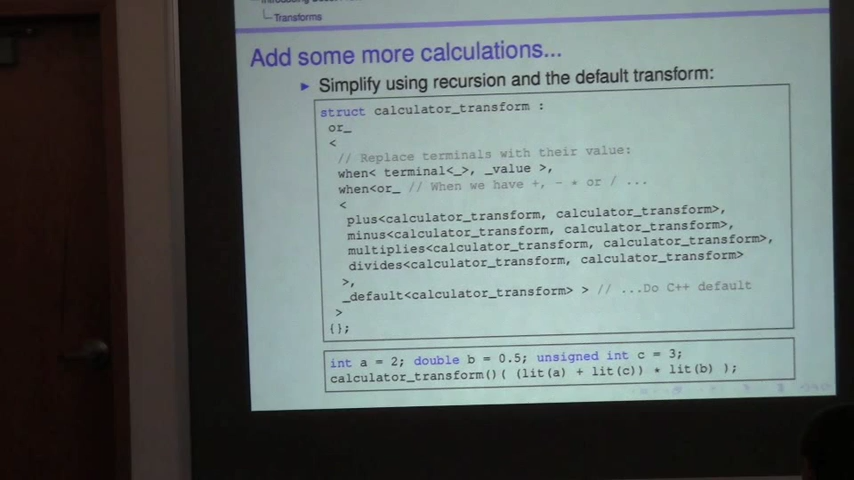 Transforms
Add some more calculations...
Simplify using recursion and the default transform:
struct calculator_transform :
or_
<
// Replace terminals with their value:
when< terminal<_>, _value >,
when<or_ // When we have +, - * or / ...
<
plus<calculator_transform, calculator_transform>,
minus<calculator_transform, calculator_transform>,
multiplies<calculator_transform, calculator_transform>,
divides<calculator_transform, calculator_transform>
>,
_default<calculator_transform> > // ...Do C++ default
>
{};
int a = 2; double b = 0.5; unsigned int c = 3;
calculator_transform()( (lit(a) + lit(c)) * lit(b) );